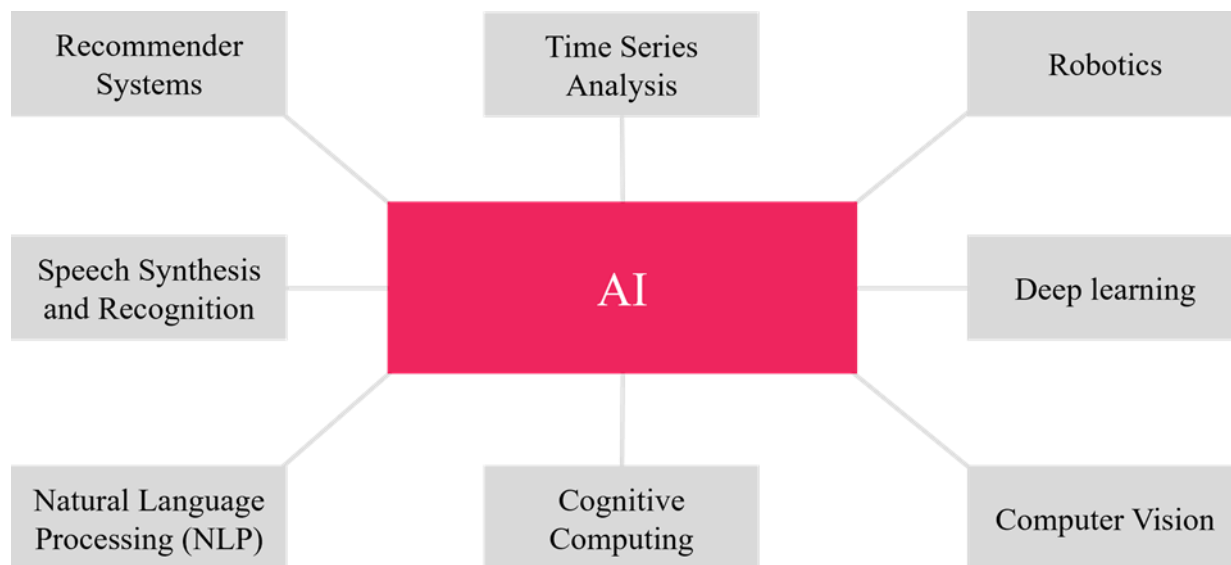 Recommender
Systems
Time Series
Analysis
Robotics
Speech Synthesis
and Recognition
AI
Deep learning
Natural Language
Processing (NLP)
Cognitive
Computing
Computer Vision